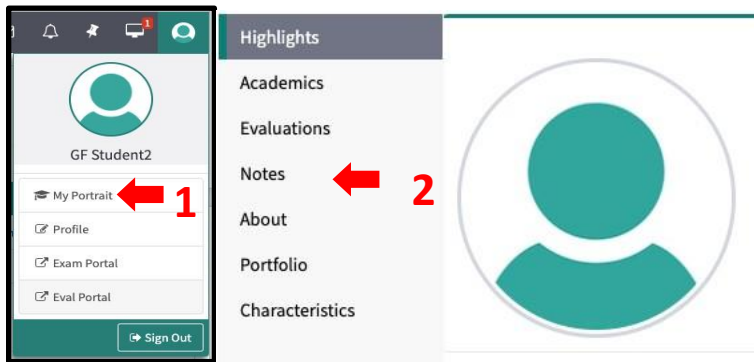 1
GF Student2
My Portrait
1
Profile
Exam Portal
Eval Portal
Sign Out
Highlights
Academics
Evaluations
Notes
2
About
Portfolio
Characteristics